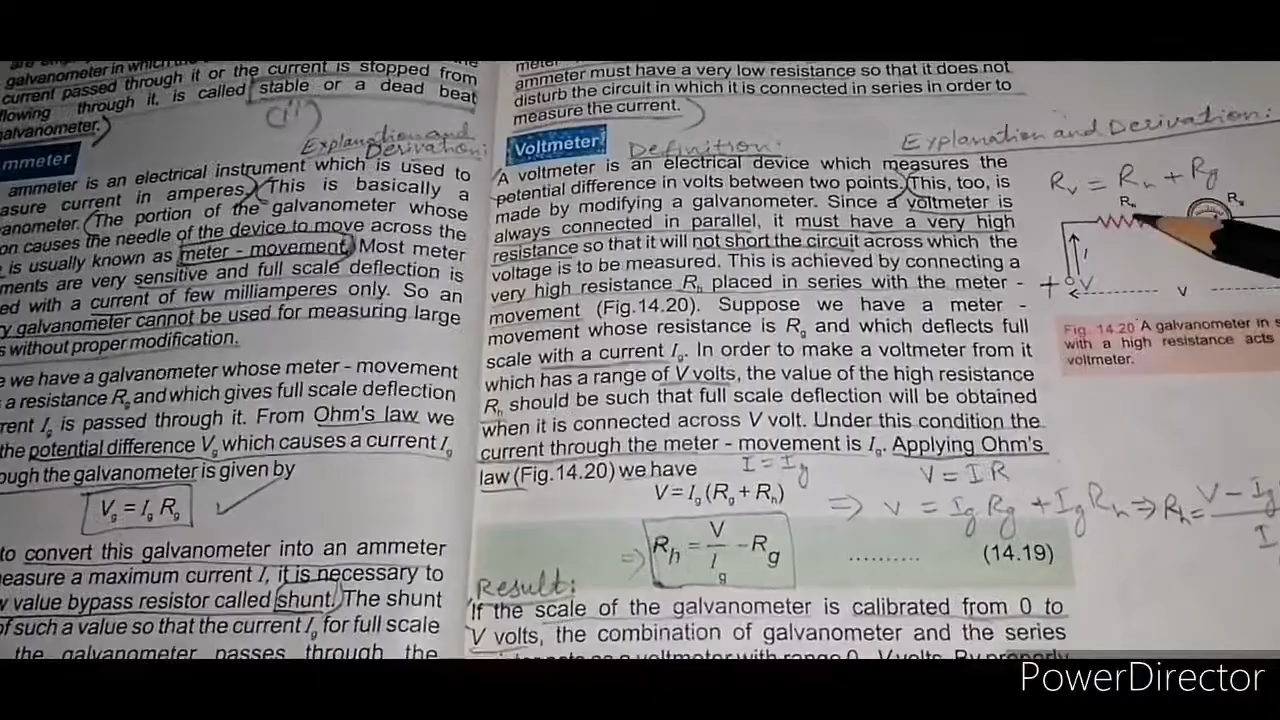 galvanometer in which the
current passed through it or the current is stopped from
flowing through it, is called stable or a dead beat
galvanometer.
(ii)
Explanation and
Derivation:
mmeter
ammeter is an electrical instrument which is used to
asure current in amperes. This is basically a
vanometer. The portion of the galvanometer whose
on causes the needle of the device to move across the
is usually known as meter - movement. Most meter
ments are very sensitive and full scale deflection is
ed with a current of few milliamperes only. So an
ry galvanometer cannot be used for measuring large
s without proper modification.
e we have a galvanometer whose meter - movement
a resistance Rg and which gives full scale deflection
rent Ig is passed through it. From Ohm's law we
the potential difference Vg which causes a current Ig
ough the galvanometer is given by
Vg = Ig Rg
to convert this galvanometer into an ammeter
measure a maximum current I, it is necessary to
w value bypass resistor called shunt. The shunt
of such a value so that the current Ig for full scale
the galvanometer passes through the
ammeter must have a very low resistance so that it does not
disturb the circuit in which it is connected in series in order to
measure the current.
Voltmeter Definition: Explanation and Derivation:
A voltmeter is an electrical device which measures the
potential difference in volts between two points. This, too, is
made by modifying a galvanometer. Since a voltmeter is
always connected in parallel, it must have a very high
resistance so that it will not short the circuit across which the
voltage is to be measured. This is achieved by connecting a
very high resistance Rh placed in series with the meter -
movement (Fig.14.20). Suppose we have a meter -
movement whose resistance is Rg and which deflects full
scale with a current Ig. In order to make a voltmeter from it
which has a range of V volts, the value of the high resistance
Rh should be such that full scale deflection will be obtained
when it is connected across V volt. Under this condition the
current through the meter - movement is Ig. Applying Ohm's
law (Fig.14.20) we have I = Ig V = IR
V = Ig (Rg + Rh) ⇒ V = Ig Rg + Ig Rh ⇒ Rh = V - Ig
I
⇒ Rh = V/Ig - Rg .......... (14.19)
Result:
If the scale of the galvanometer is calibrated from 0 to
V volts, the combination of galvanometer and the series
Rv = Rh + Rg
Rh Rg
I
+ V
V
Fig. 14.20 A galvanometer in s
with a high resistance acts
voltmeter.
PowerDirector